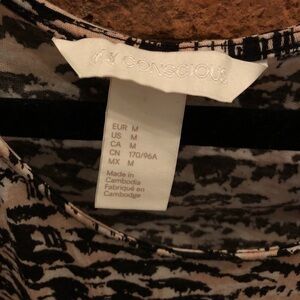 CONSCIOUS
EUR M
US M
CA M
CN 170/96A
MX M
Made in
Cambodia
Fabriqué en
Cambodge